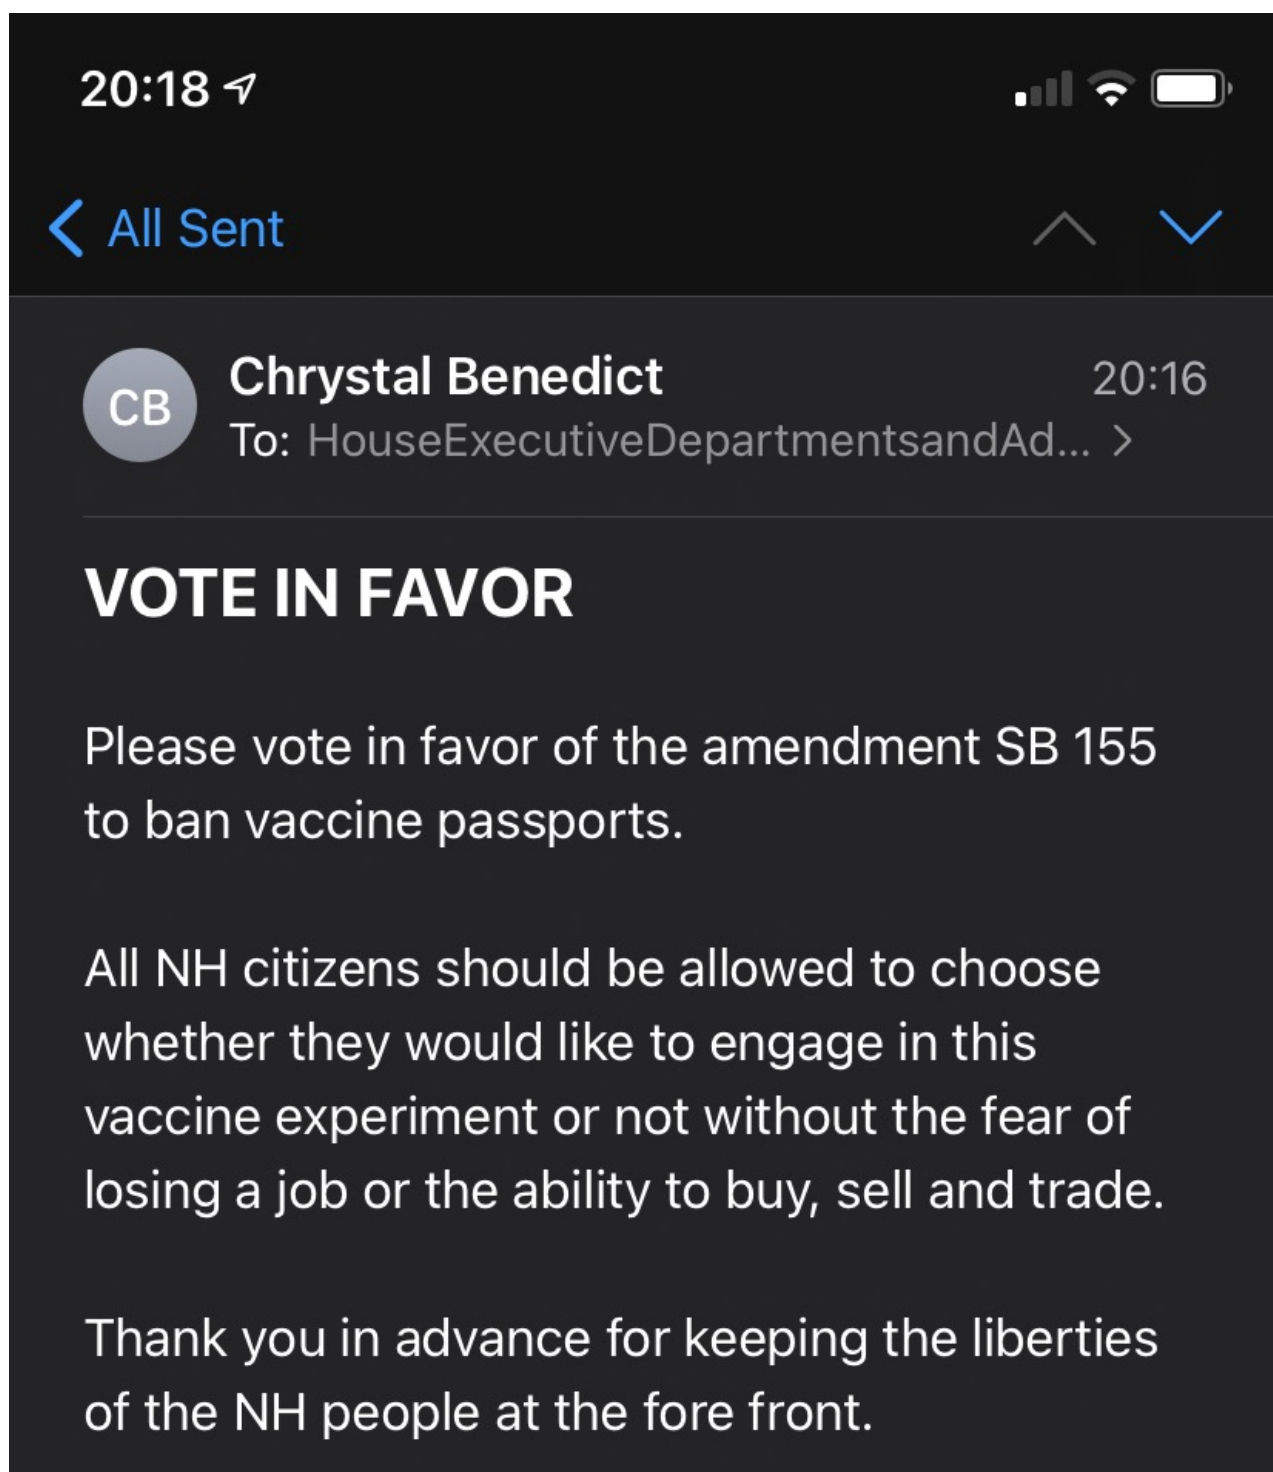 20:18
All Sent
CB
Chrystal Benedict
20:16
To: HouseExecutiveDepartmentsandAd...
VOTE IN FAVOR
Please vote in favor of the amendment SB 155
to ban vaccine passports.
All NH citizens should be allowed to choose
whether they would like to engage in this
vaccine experiment or not without the fear of
losing a job or the ability to buy, sell and trade.
Thank you in advance for keeping the liberties
of the NH people at the fore front.